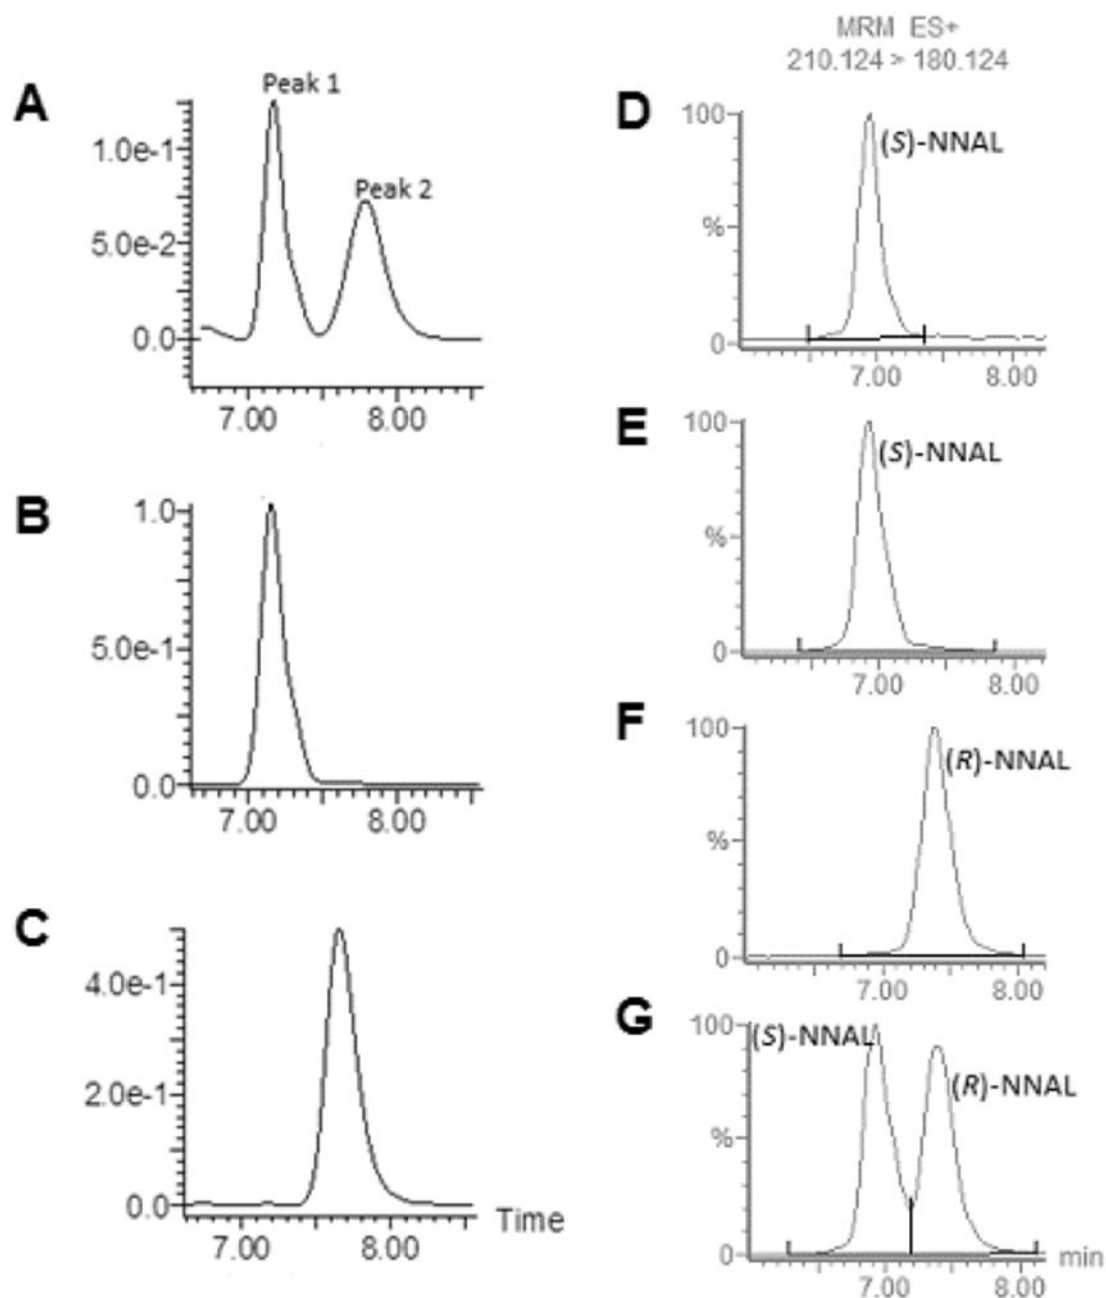 A
Peak 1
Peak 2
1.0e-1
5.0e-2
0.0
7.00 8.00
B
1.0
5.0e-1
0.0
7.00 8.00
C
4.0e-1
2.0e-1
0.0
7.00 8.00
Time
MRM ES+
210.124 > 180.124
D
100
(S)-NNAL
%
0
7.00 8.00
E
100
(S)-NNAL
%
0
7.00 8.00
F
100
(R)-NNAL
%
0
7.00 8.00
G
100
(S)-NNAL
(R)-NNAL
%
0
min
7.00 8.00